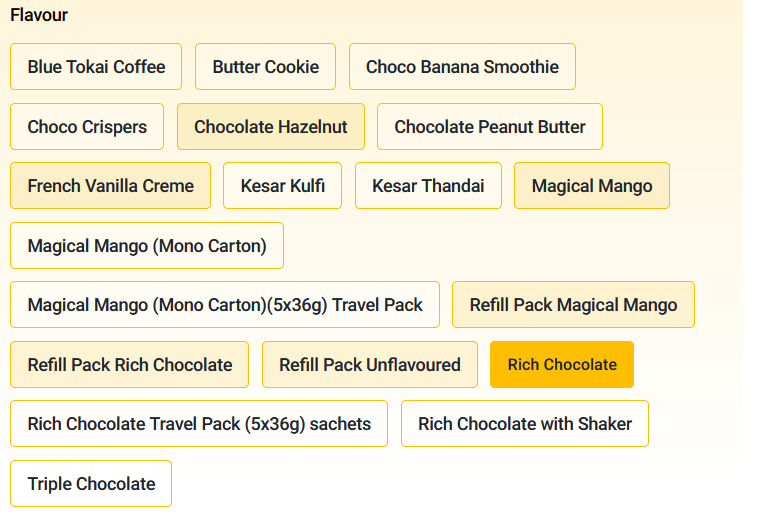 Flavour
Blue Tokai Coffee Butter Cookie Choco Banana Smoothie
Choco Crispers Chocolate Hazelnut Chocolate Peanut Butter
French Vanilla Creme Kesar Kulfi Kesar Thandai Magical Mango
Magical Mango (Mono Carton)
Magical Mango (Mono Carton)(5x36g) Travel Pack Refill Pack Magical Mango
Refill Pack Rich Chocolate Refill Pack Unflavoured Rich Chocolate
Rich Chocolate Travel Pack (5x36g) sachets Rich Chocolate with Shaker
Triple Chocolate